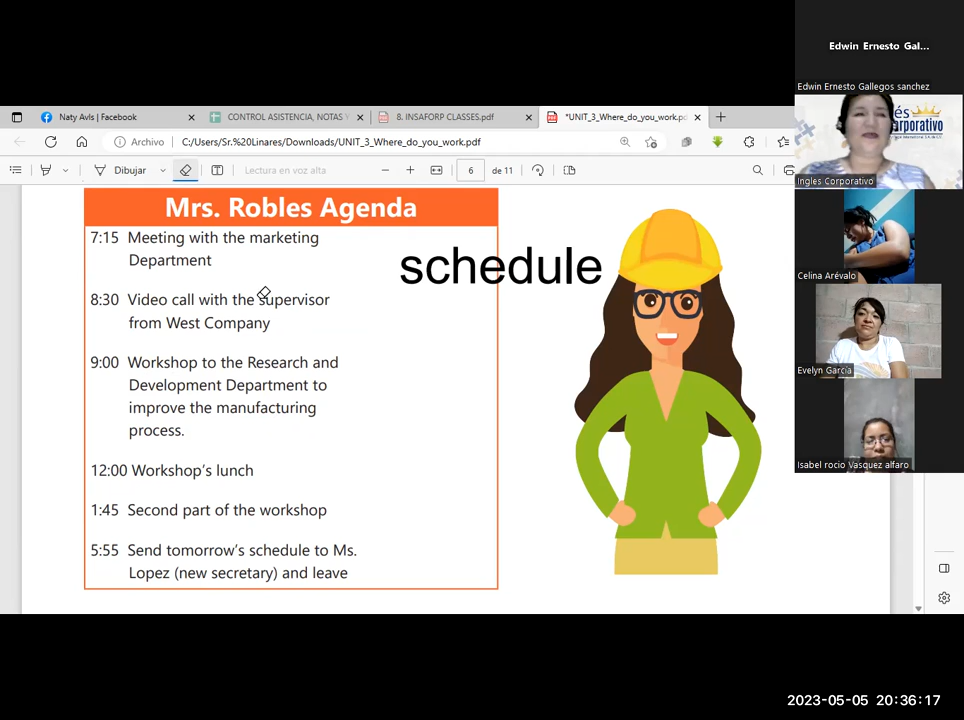 Edwin Ernesto Gal...
Edwin Ernesto Gallegos sanchez
Naty Avls | Facebook
CONTROL ASISTENCIA, NOTAS Y
8. INSAFORP CLASSES.pdf
*UNIT_3_Where_do_you_work.pdf
és
orporativo
Archivo
C:/Users/Sr.%20Linares/Downloads/UNIT_3_Where_do_you_work.pdf
Dibujar
Lectura en voz alta
6
de 11
Ingles Corporativo
Mrs. Robles Agenda
7:15 Meeting with the marketing
Department
schedule
8:30 Video call with the supervisor
from West Company
9:00 Workshop to the Research and
Development Department to
improve the manufacturing
process.
12:00 Workshop's lunch
1:45 Second part of the workshop
5:55 Send tomorrow's schedule to Ms.
Lopez (new secretary) and leave
Celina Arévalo
Evelyn García
Isabel rocio Vasquez alfaro
2023-05-05 20:36:17